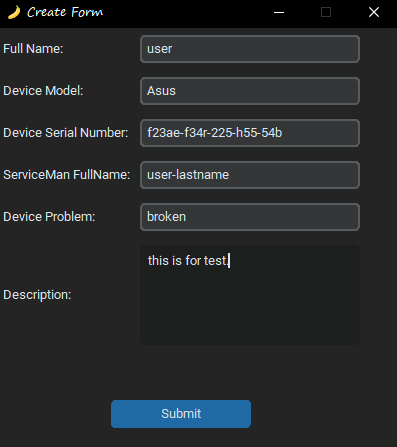 Create Form
Full Name: user
Device Model: Asus
Device Serial Number: f23ae-f34r-225-h55-54b
ServiceMan FullName: user-lastname
Device Problem: broken
this is for test.
Description:
Submit